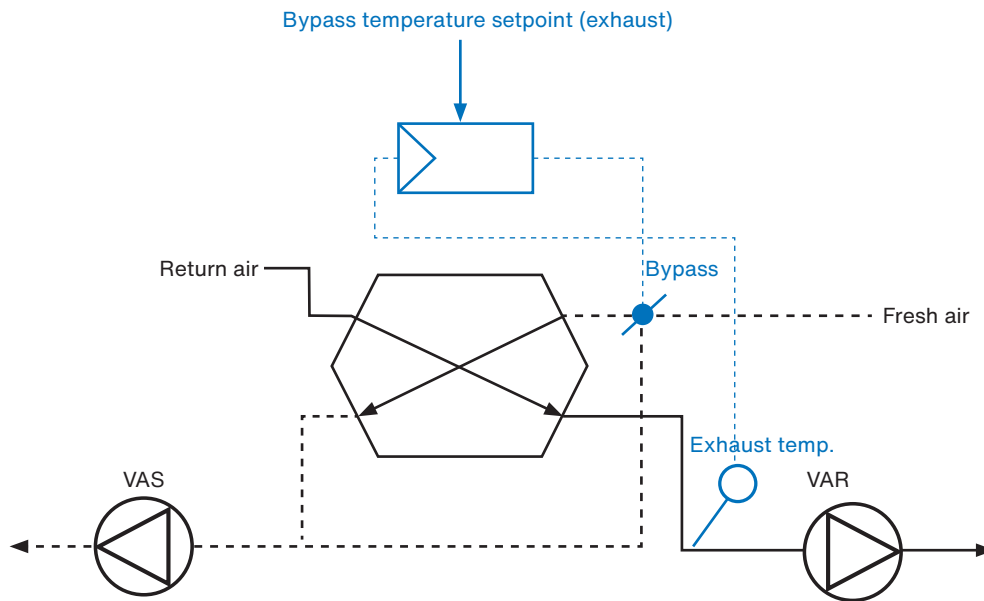 Bypass temperature setpoint (exhaust)
Return air
Bypass
Fresh air
Exhaust temp.
VAS
VAR